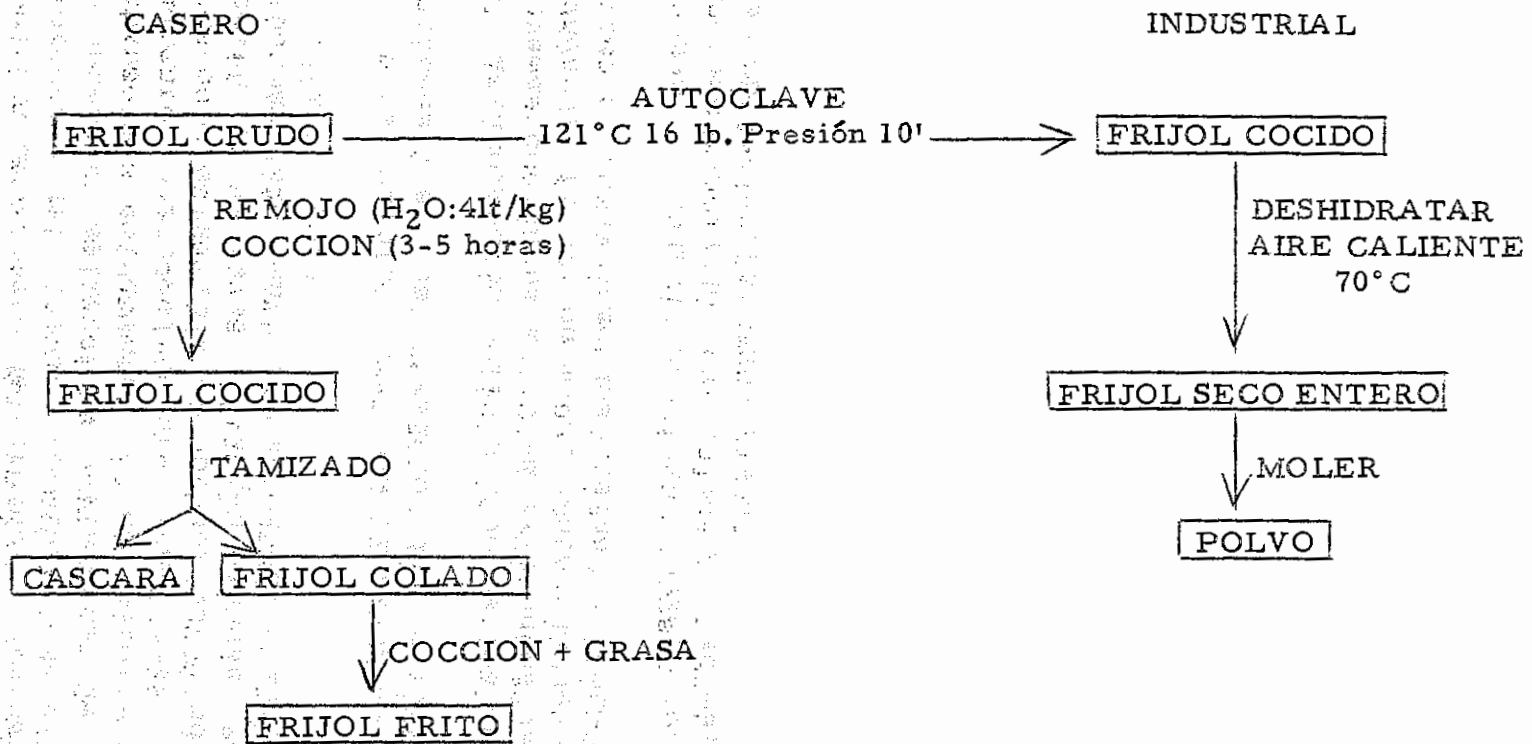 CASERO
INDUSTRIAL
AUTOCLAVE
FRIJOL CRUDO
121°C 16 lb. Presión 10'
FRIJOL COCIDO
REMOJO (H₂O:4lt/kg)
COCCION (3-5 horas)
DESHIDRATAR
AIRE CALIENTE
70°C
FRIJOL COCIDO
FRIJOL SECO ENTERO
TAMIZADO
MOLER
CASCARA
FRIJOL COLADO
POLVO
COCCION + GRASA
FRIJOL FRITO